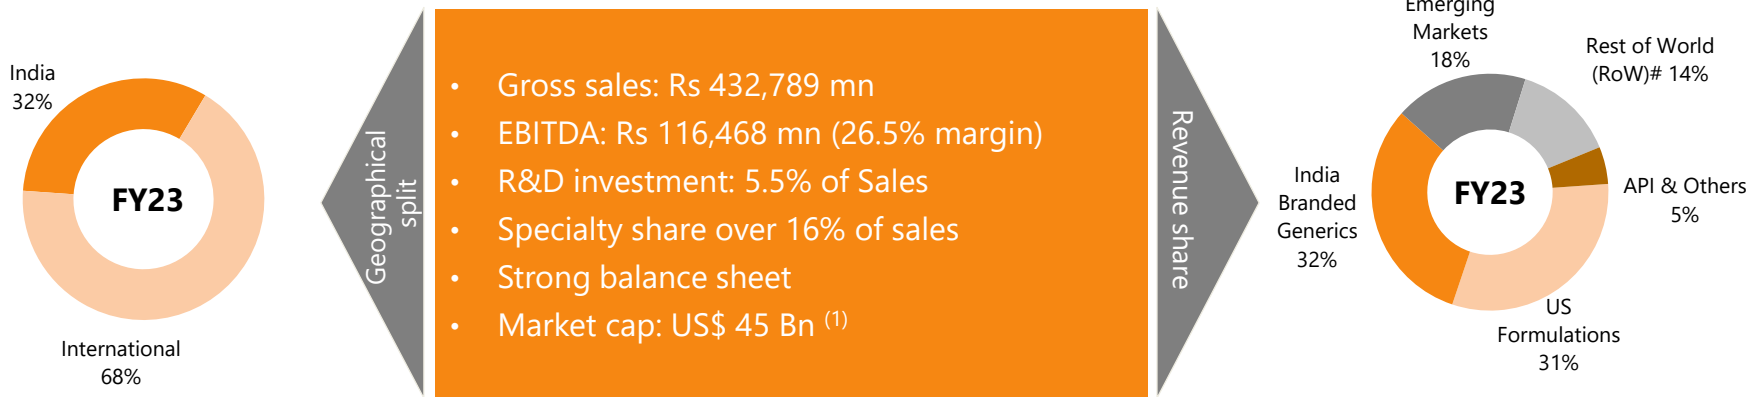 India
32%
FY23
International
68%
Geographical
split
• Gross sales: Rs 432,789 mn
• EBITDA: Rs 116,468 mn (26.5% margin)
• R&D investment: 5.5% of Sales
• Specialty share over 16% of sales
• Strong balance sheet
• Market cap: US$ 45 Bn (1)
Revenue share
Emerging
Markets
18%
Rest of World
(RoW)# 14%
India
Branded
Generics
32%
FY23
API & Others
5%
US
Formulations
31%